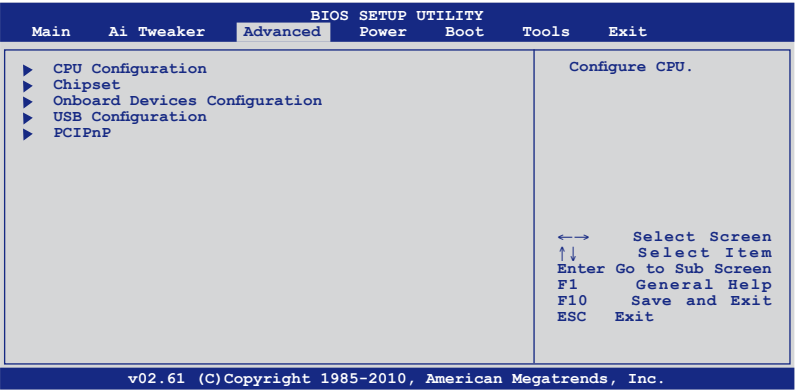 BIOS SETUP UTILITY
Main Ai Tweaker Advanced Power Boot Tools Exit
CPU Configuration
Chipset
Onboard Devices Configuration
USB Configuration
PCIPnP
Configure CPU.
←→ Select Screen
↑↓ Select Item
Enter Go to Sub Screen
F1 General Help
F10 Save and Exit
ESC Exit
v02.61 (C)Copyright 1985-2010, American Megatrends, Inc.